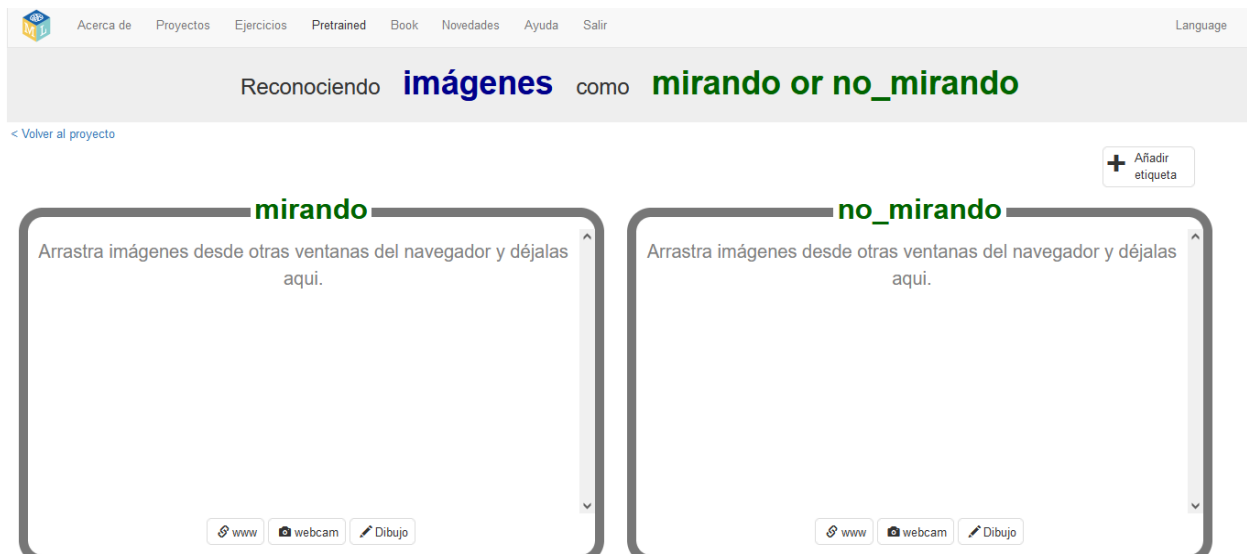 ML
Acerca de Proyectos Ejercicios Pretrained Book Novedades Ayuda Salir Language
Reconociendo imágenes como mirando or no_mirando
< Volver al proyecto
+ Añadir
etiqueta
mirando
Arrastra imágenes desde otras ventanas del navegador y déjalas
aqui.
www webcam Dibujo
no_mirando
Arrastra imágenes desde otras ventanas del navegador y déjalas
aqui.
www webcam Dibujo